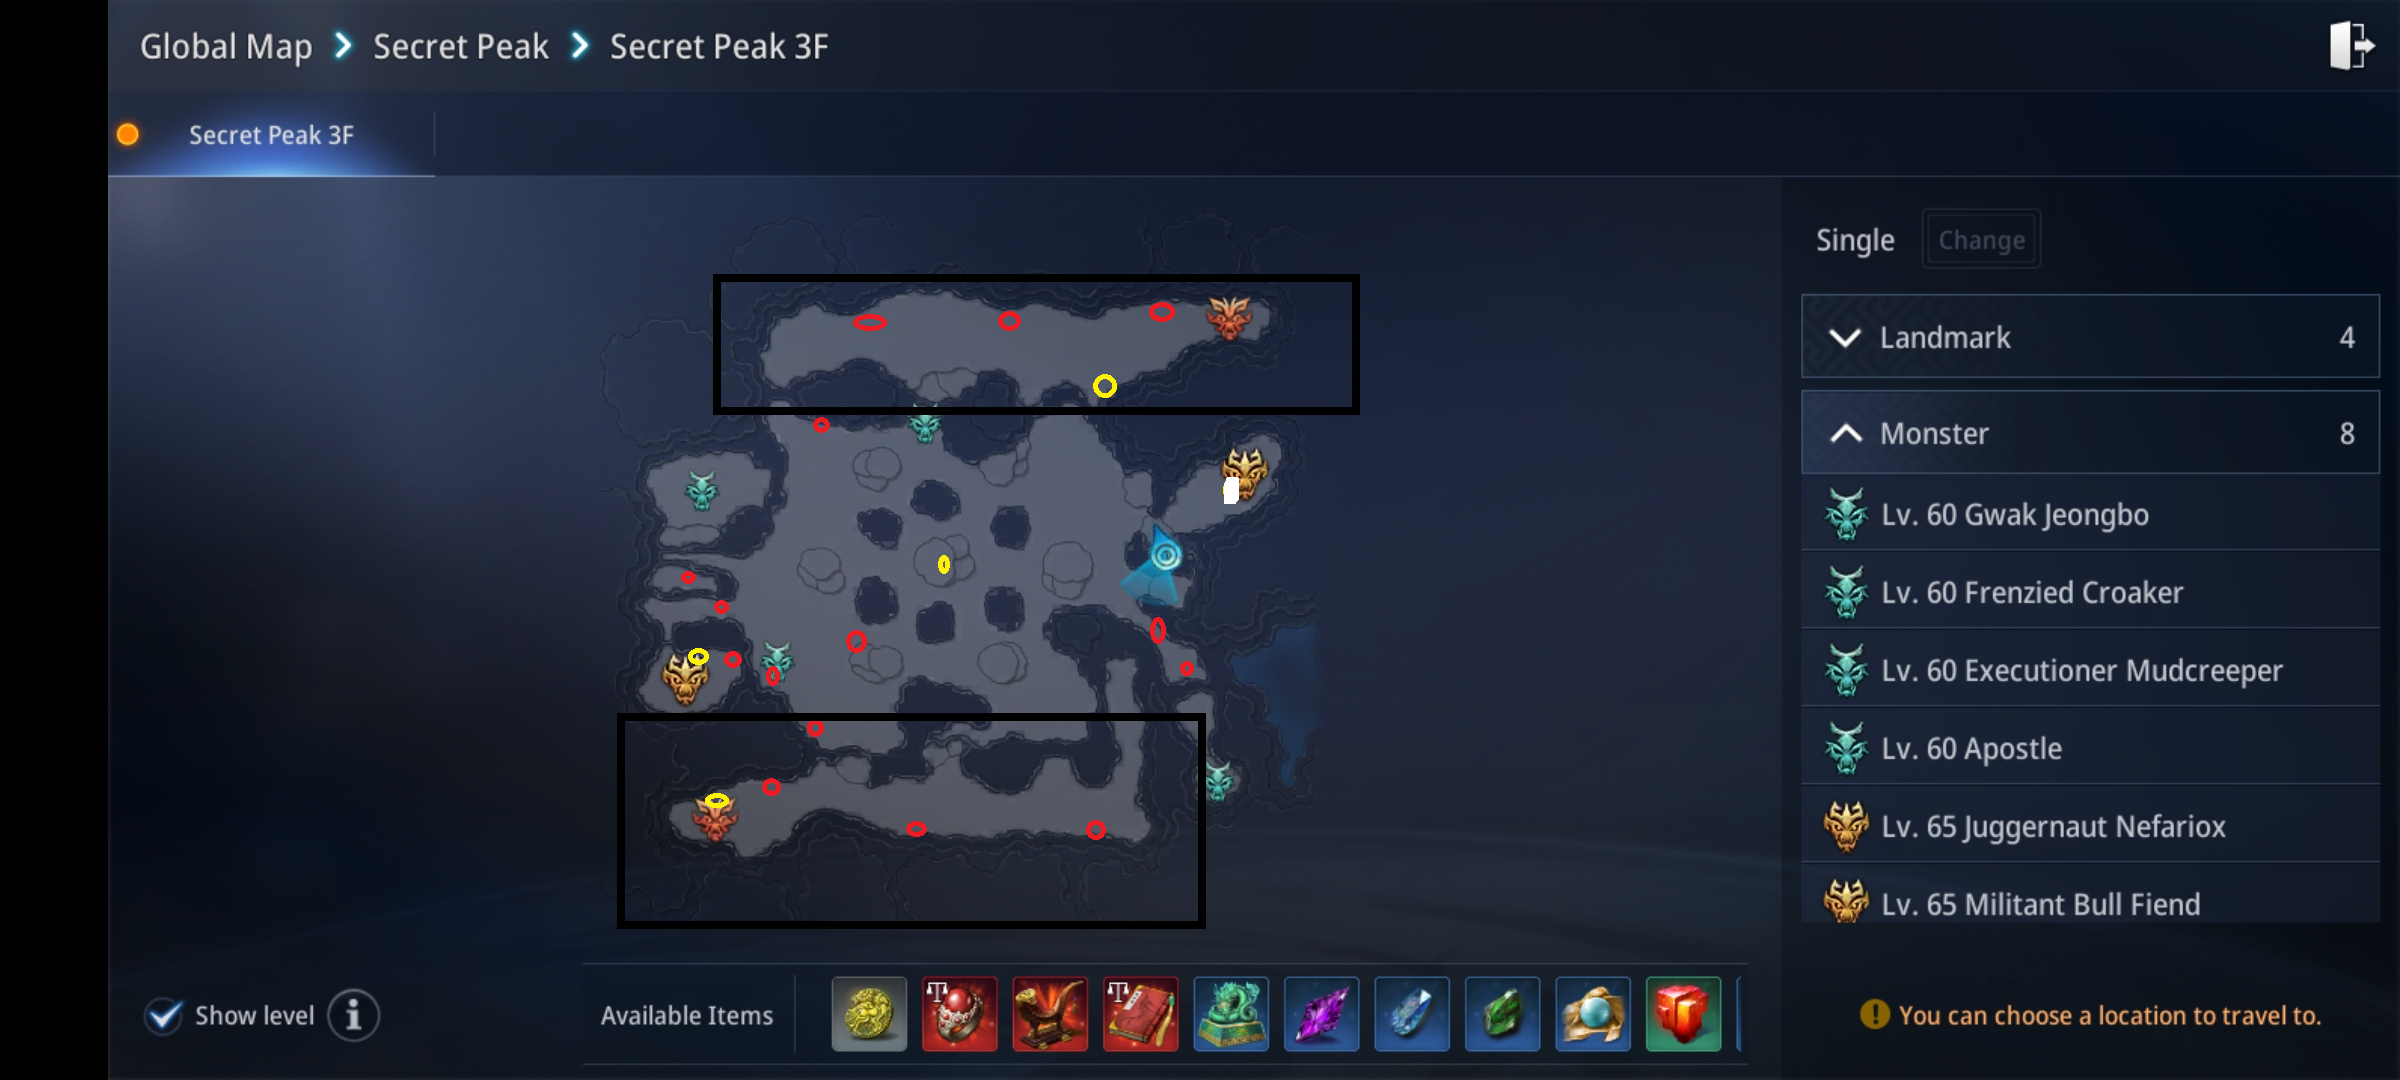 Global Map > Secret Peak > Secret Peak 3F
Secret Peak 3F
Single Change
Landmark 4
Monster 8
Lv. 60 Gwak Jeongbo
Lv. 60 Frenzied Croaker
Lv. 60 Executioner Mudcreeper
Lv. 60 Apostle
Lv. 65 Juggernaut Nefariox
Lv. 65 Militant Bull Fiend
Show level
Available Items
You can choose a location to travel to.